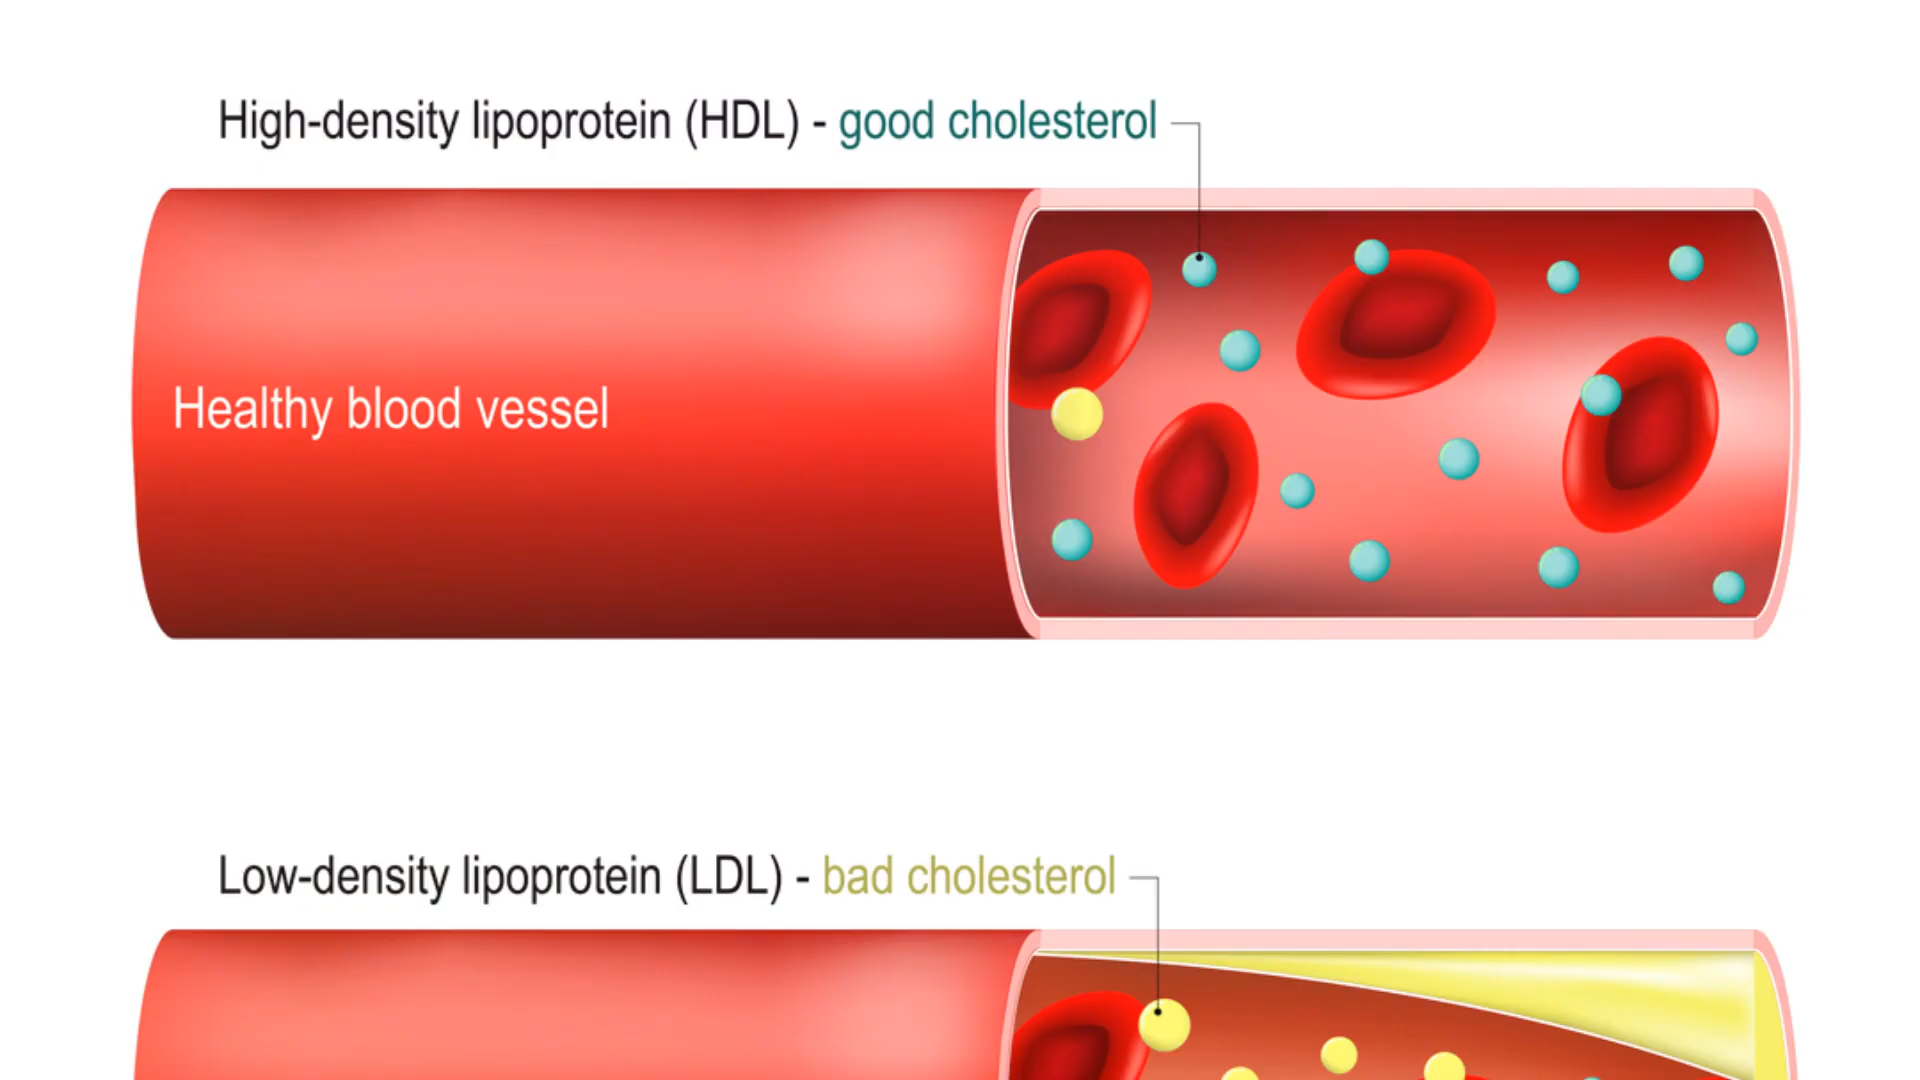 High-density lipoprotein (HDL) - good cholesterol
Healthy blood vessel
Low-density lipoprotein (LDL) - bad cholesterol